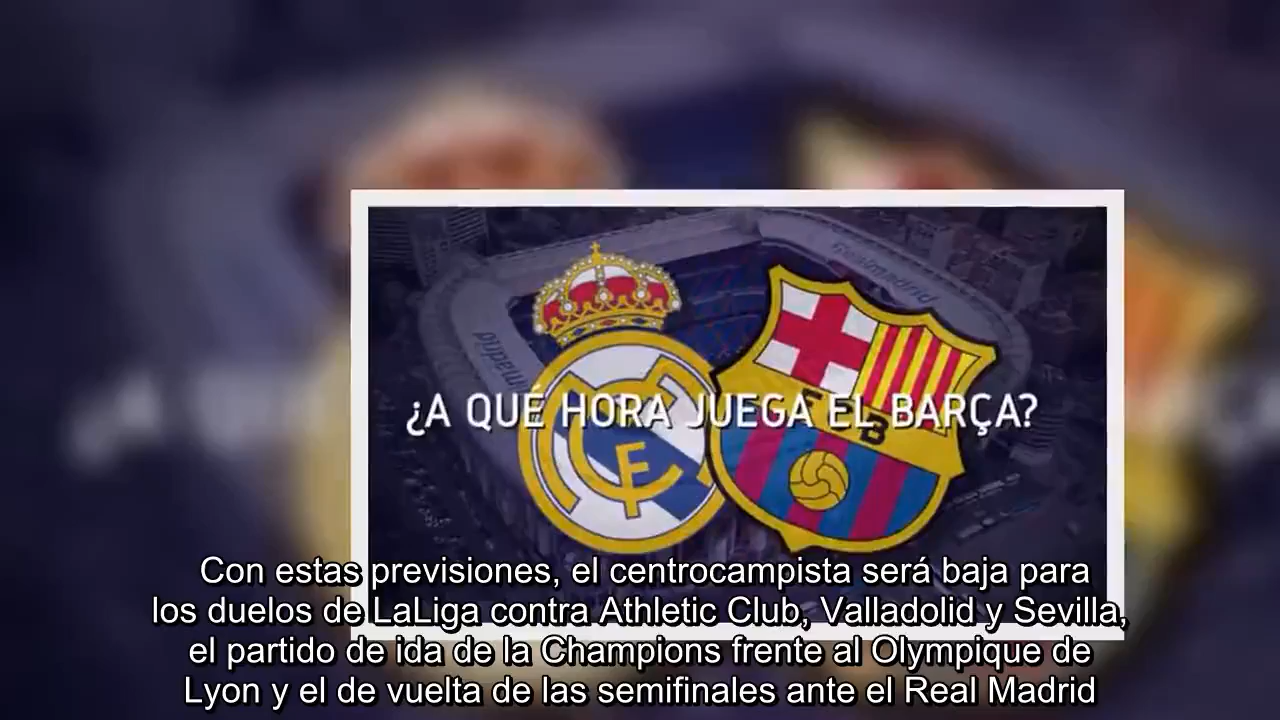 Realmadrid
¿A QUÉ HORA JUEGA EL BARÇA?
FCB
Con estas previsiones, el centrocampista será baja para
los duelos de LaLiga contra Athletic Club, Valladolid y Sevilla,
el partido de ida de la Champions frente al Olympique de
Lyon y el de vuelta de las semifinales ante el Real Madrid